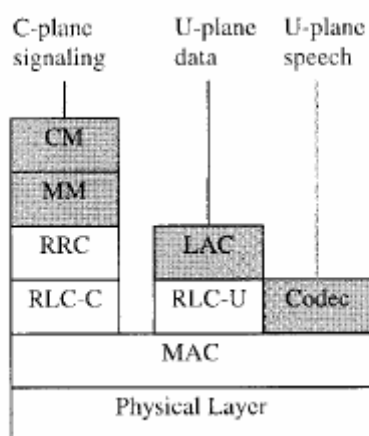 C-plane
signaling
U-plane
data
U-plane
speech
CM
MM
RRC
LAC
RLC-C
RLC-U
Codec
MAC
Physical Layer